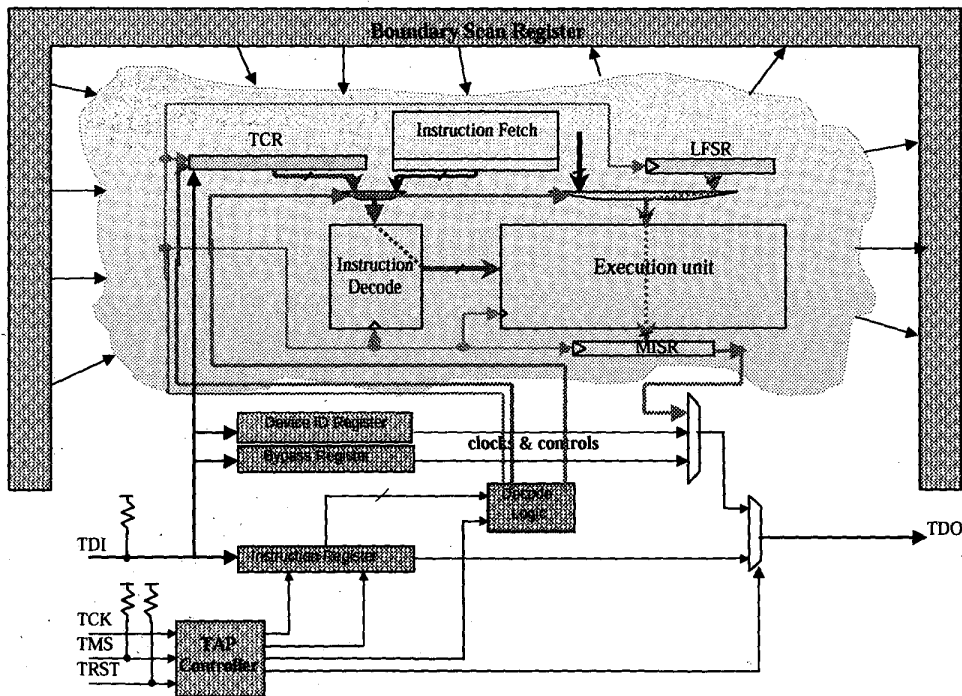 Boundary Scan Register
TCR
Instruction Fetch
LFSR
Instruction
Decode
Execution unit
MISR
Device ID Register
clocks & controls
Bypass Register
Decode
Logic
TDI
Instruction Register
TDO
TCK
TMS
TRST
TAP
Controller